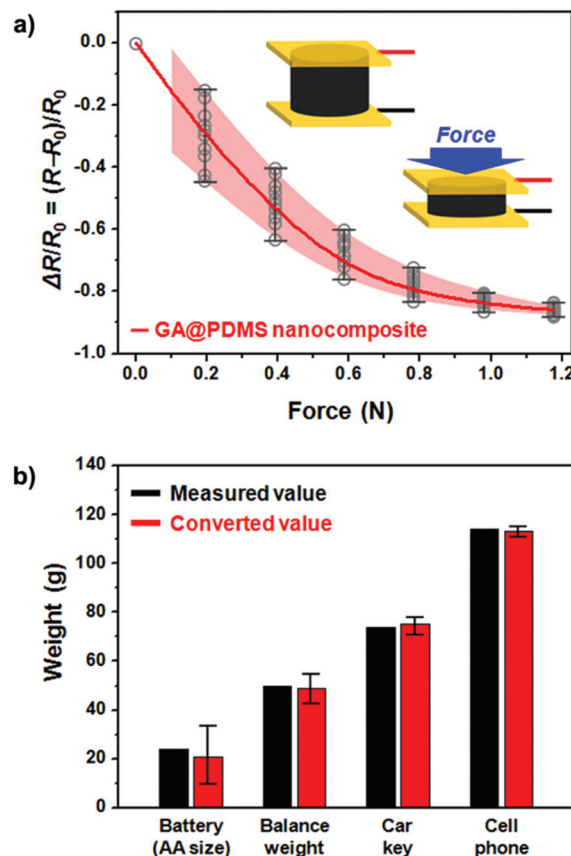 a)
0.0
-0.2
-0.4
-0.6
-0.8
-1.0
ΔR/R₀ = (R–R₀)/R₀
Force
GA@PDMS nanocomposite
0.0 0.2 0.4 0.6 0.8 1.0 1.2
Force (N)
b)
140
120
100
80
60
40
20
0
Weight (g)
Measured value
Converted value
Battery Balance Car Cell
(AA size) weight key phone